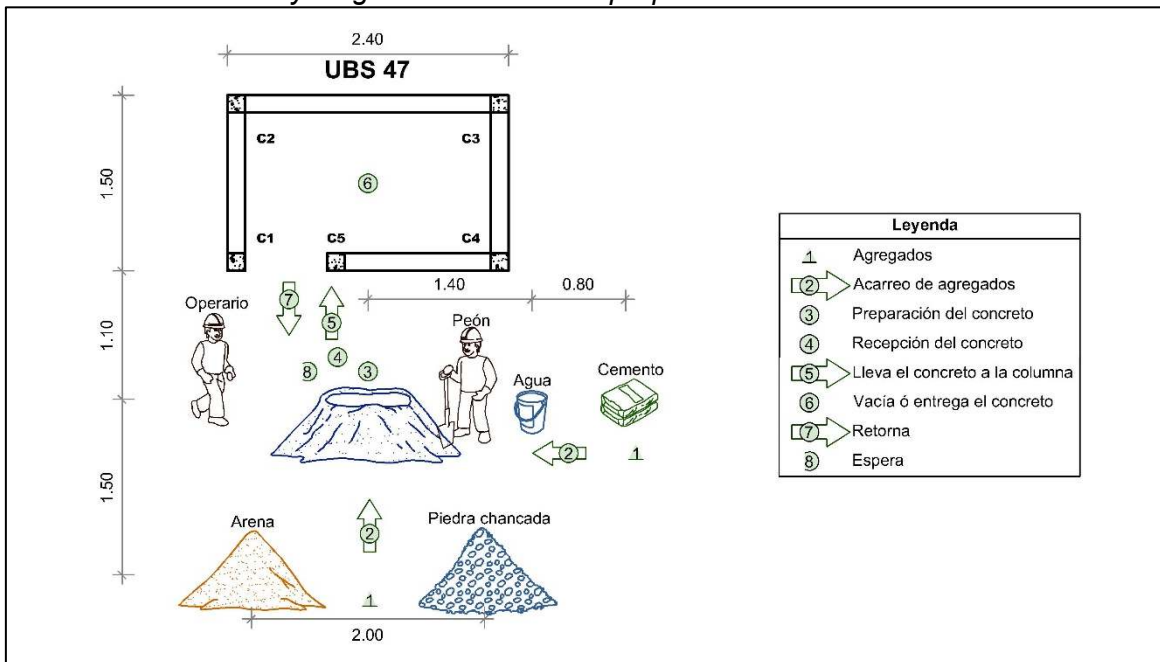 2.40
UBS 47
C2
C3
6
1.50
C1
C5
C4
1.40
0.80
Operario
7
5
Peón
1.10
4
8
3
Agua
Cemento
2
1
1.50
Arena
2
Piedra chancada
1
2.00
Leyenda
1 Agregados
2 Acarreo de agregados
3 Preparación del concreto
4 Recepción del concreto
5 Lleva el concreto a la columna
6 Vacía ó entrega el concreto
7 Retorna
8 Espera